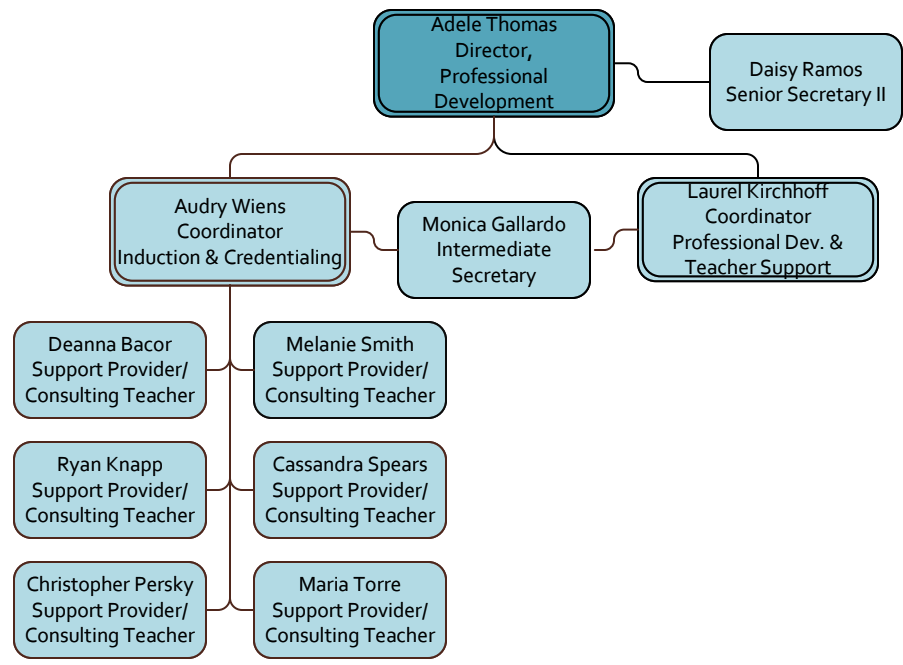 Adele Thomas
Director,
Professional
Development
Daisy Ramos
Senior Secretary II
Audry Wiens
Coordinator
Induction & Credentialing
Monica Gallardo
Intermediate
Secretary
Laurel Kirchhoff
Coordinator
Professional Dev. &
Teacher Support
Deanna Bacor
Support Provider/
Consulting Teacher
Melanie Smith
Support Provider/
Consulting Teacher
Ryan Knapp
Support Provider/
Consulting Teacher
Cassandra Spears
Support Provider/
Consulting Teacher
Christopher Persky
Support Provider/
Consulting Teacher
Maria Torre
Support Provider/
Consulting Teacher